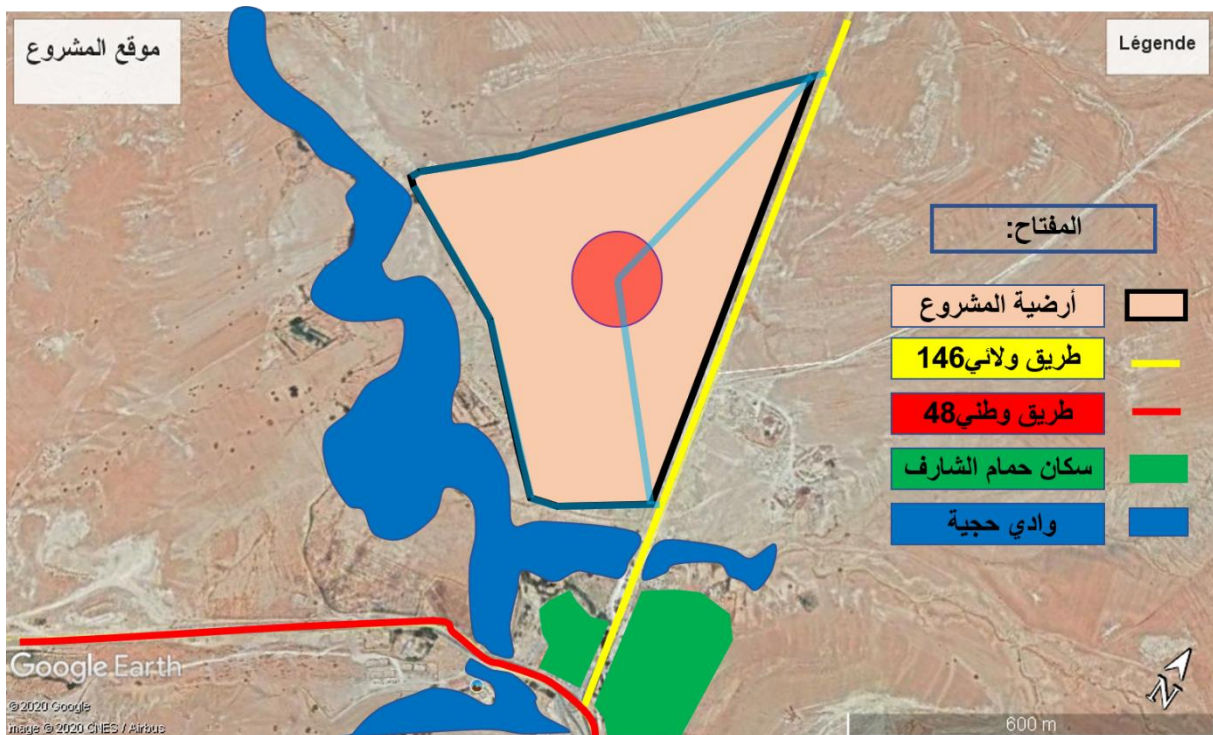 موقع المشروع
Légende
المفتاح:
أرضية المشروع
طريق ولائي146
طريق وطني48
سكان حمام الشارف
وادي حجية
Google Earth
© 2020 Google
mage © 2020 CNES / Airbus
N
600 m